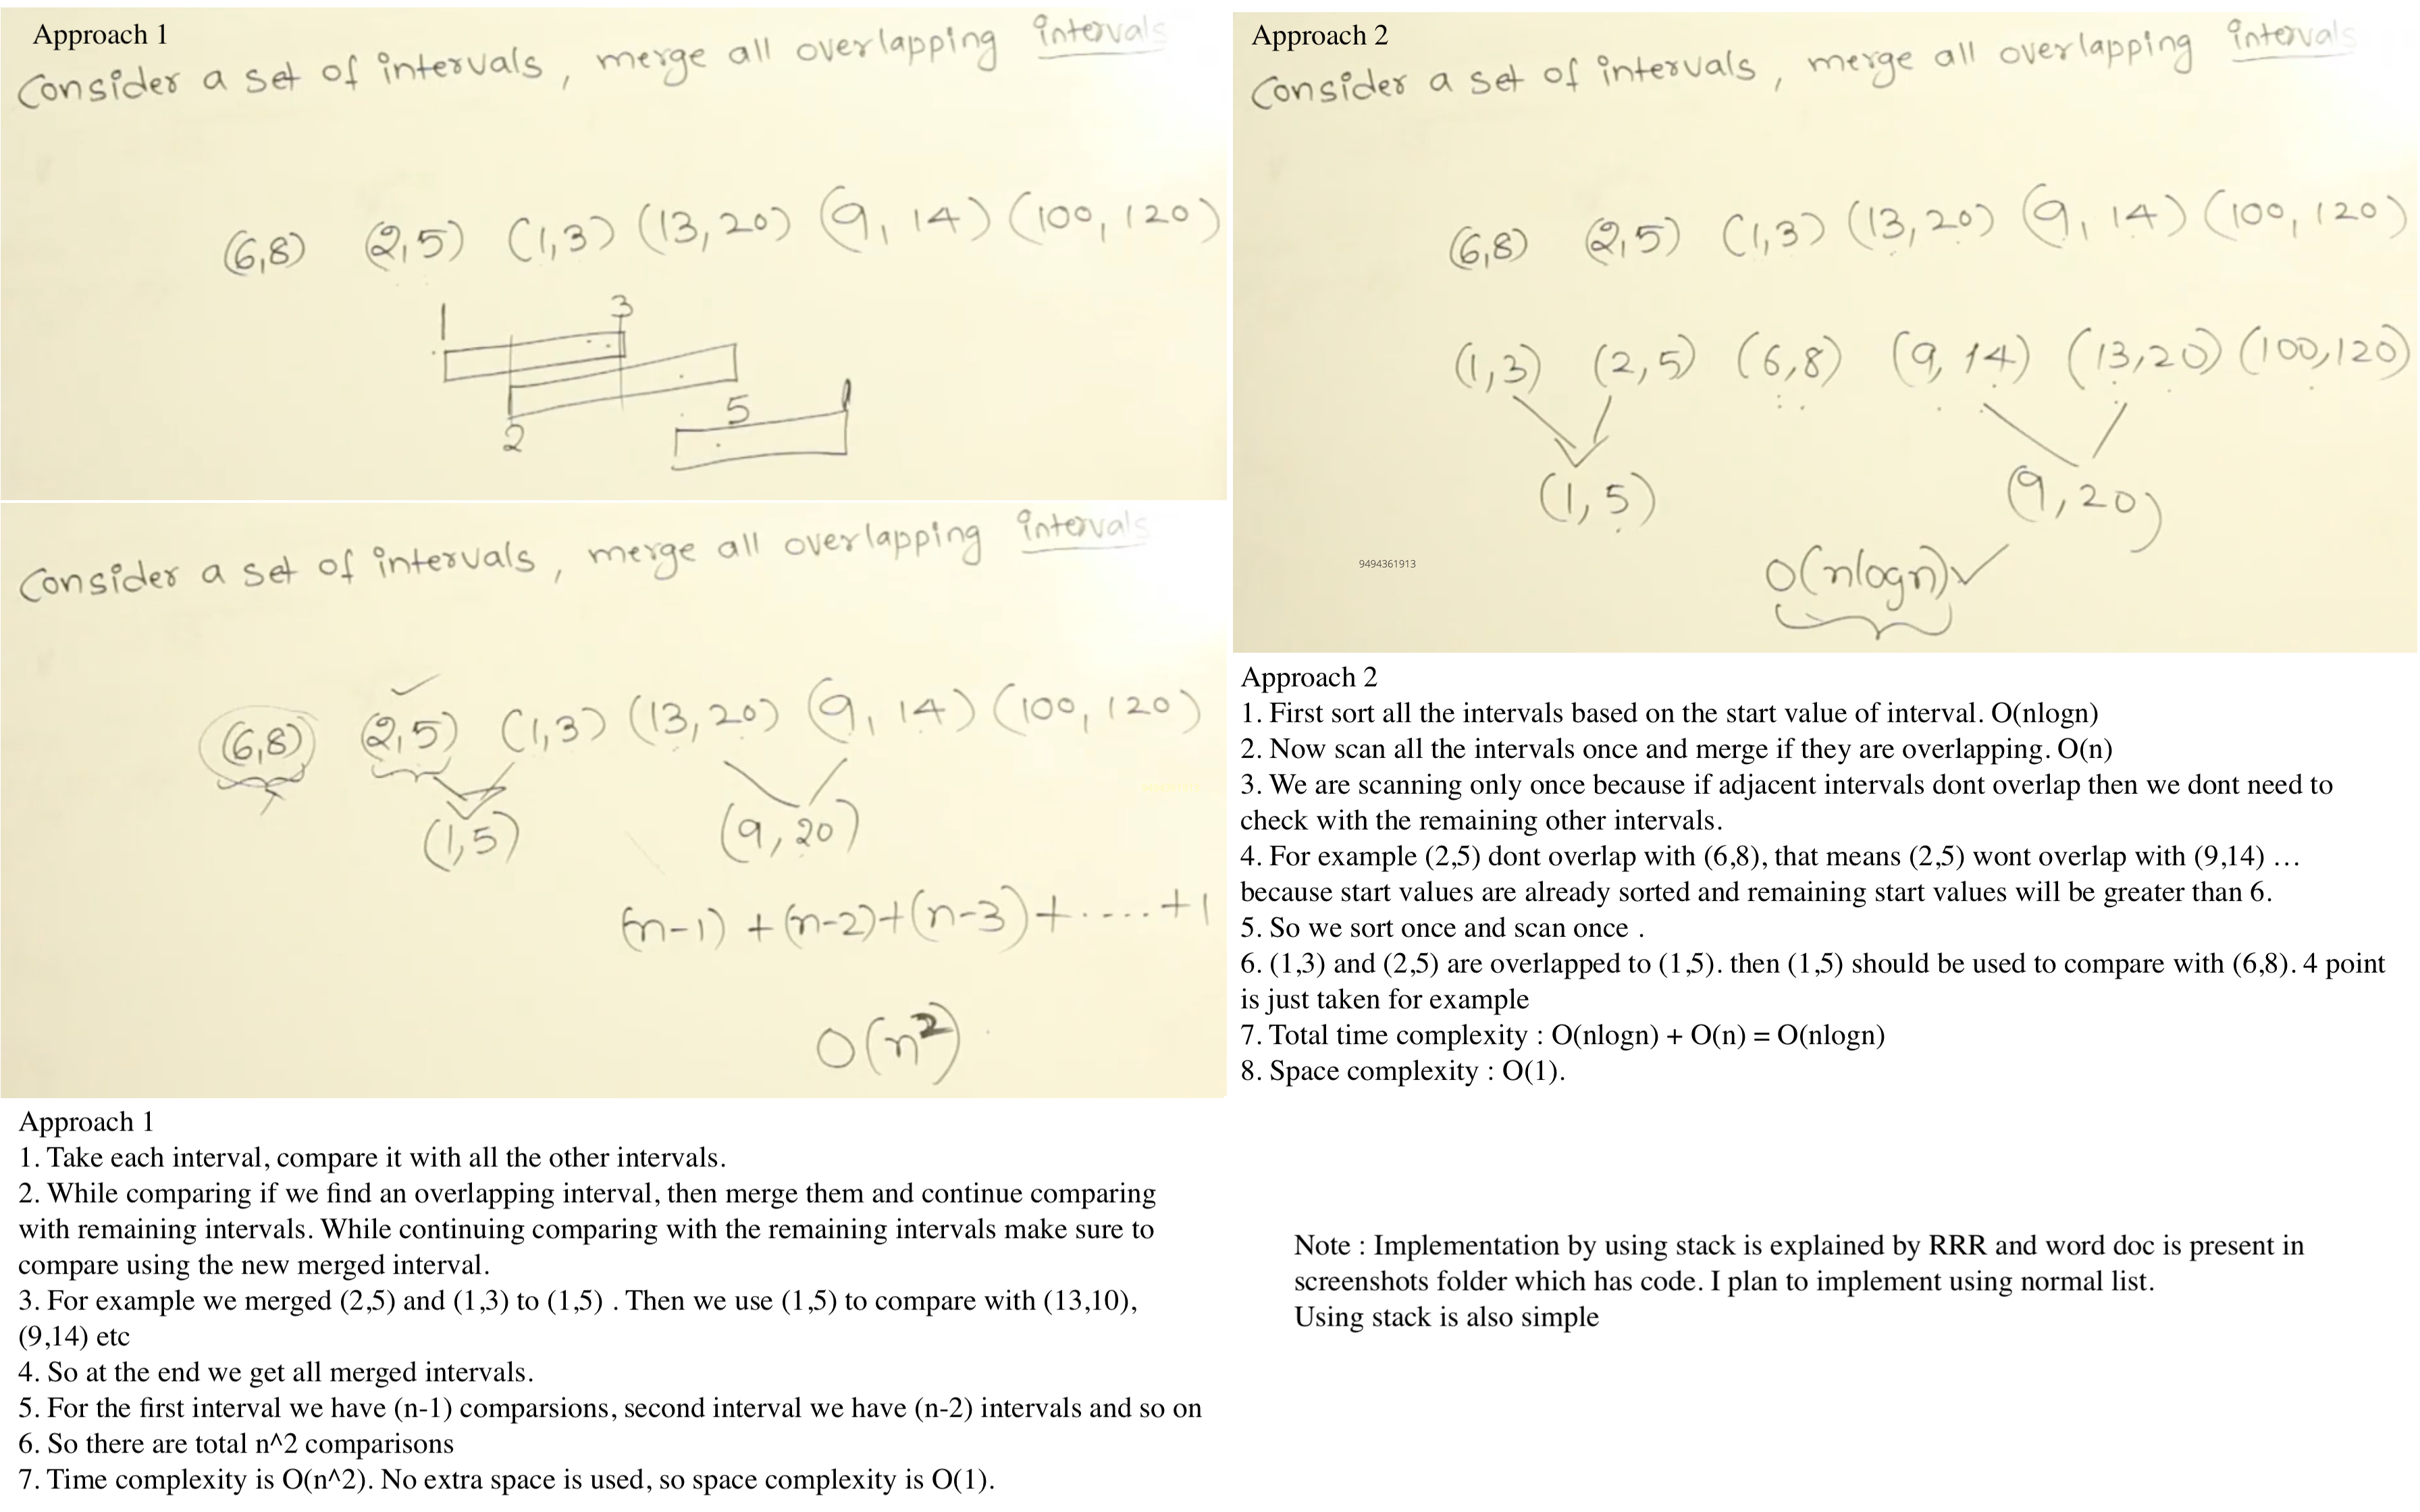 Approach 1
Consider a set of intervals, merge all overlapping intervals
(6,8) (2,5) (1,3) (13,20) (9,14) (100,120)
1 3
2 5
Consider a set of intervals, merge all overlapping intervals
(6,8) (2,5) (1,3) (13,20) (9,14) (100,120)
(1,5) (9,20)
(n-1) + (n-2)+(n-3)+.....+1
O(n²)
Approach 1
1. Take each interval, compare it with all the other intervals.
2. While comparing if we find an overlapping interval, then merge them and continue comparing
with remaining intervals. While continuing comparing with the remaining intervals make sure to
compare using the new merged interval.
3. For example we merged (2,5) and (1,3) to (1,5) . Then we use (1,5) to compare with (13,10),
(9,14) etc
4. So at the end we get all merged intervals.
5. For the first interval we have (n-1) comparsions, second interval we have (n-2) intervals and so on
6. So there are total n^2 comparisons
7. Time complexity is O(n^2). No extra space is used, so space complexity is O(1).
Approach 2
Consider a set of intervals, merge all overlapping intervals
(6,8) (2,5) (1,3) (13,20) (9,14) (100,120)
(1,3) (2,5) (6,8) (9,14) (13,20) (100,120)
(1,5) (9,20)
9494361913
O(nlogn)
Approach 2
1. First sort all the intervals based on the start value of interval. O(nlogn)
2. Now scan all the intervals once and merge if they are overlapping. O(n)
3. We are scanning only once because if adjacent intervals dont overlap then we dont need to
check with the remaining other intervals.
4. For example (2,5) dont overlap with (6,8), that means (2,5) wont overlap with (9,14) …
because start values are already sorted and remaining start values will be greater than 6.
5. So we sort once and scan once .
6. (1,3) and (2,5) are overlapped to (1,5). then (1,5) should be used to compare with (6,8). 4 point
is just taken for example
7. Total time complexity : O(nlogn) + O(n) = O(nlogn)
8. Space complexity : O(1).
Note : Implementation by using stack is explained by RRR and word doc is present in
screenshots folder which has code. I plan to implement using normal list.
Using stack is also simple